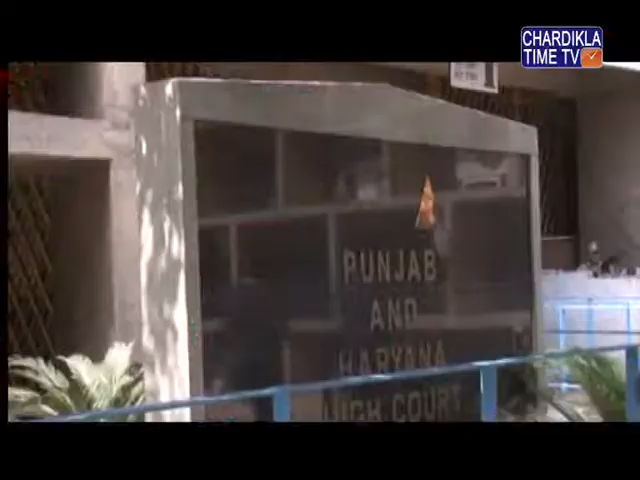 CHARDIKLA
TIME TV
PUNJAB
AND
HARYANA
HIGH COURT